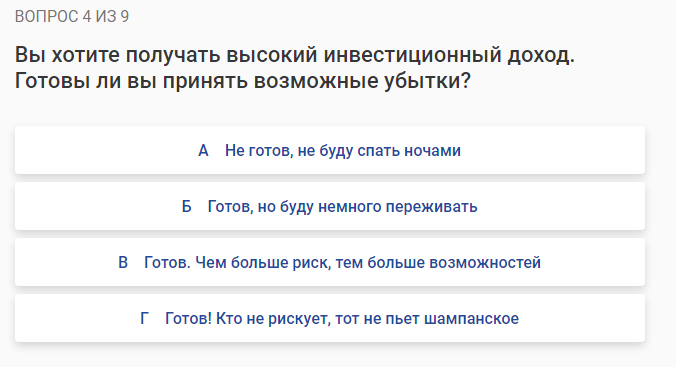 ВОПРОС 4 ИЗ 9
Вы хотите получать высокий инвестиционный доход.
Готовы ли вы принять возможные убытки?
А Не готов, не буду спать ночами
Б Готов, но буду немного переживать
В Готов. Чем больше риск, тем больше возможностей
Г Готов! Кто не рискует, тот не пьет шампанское